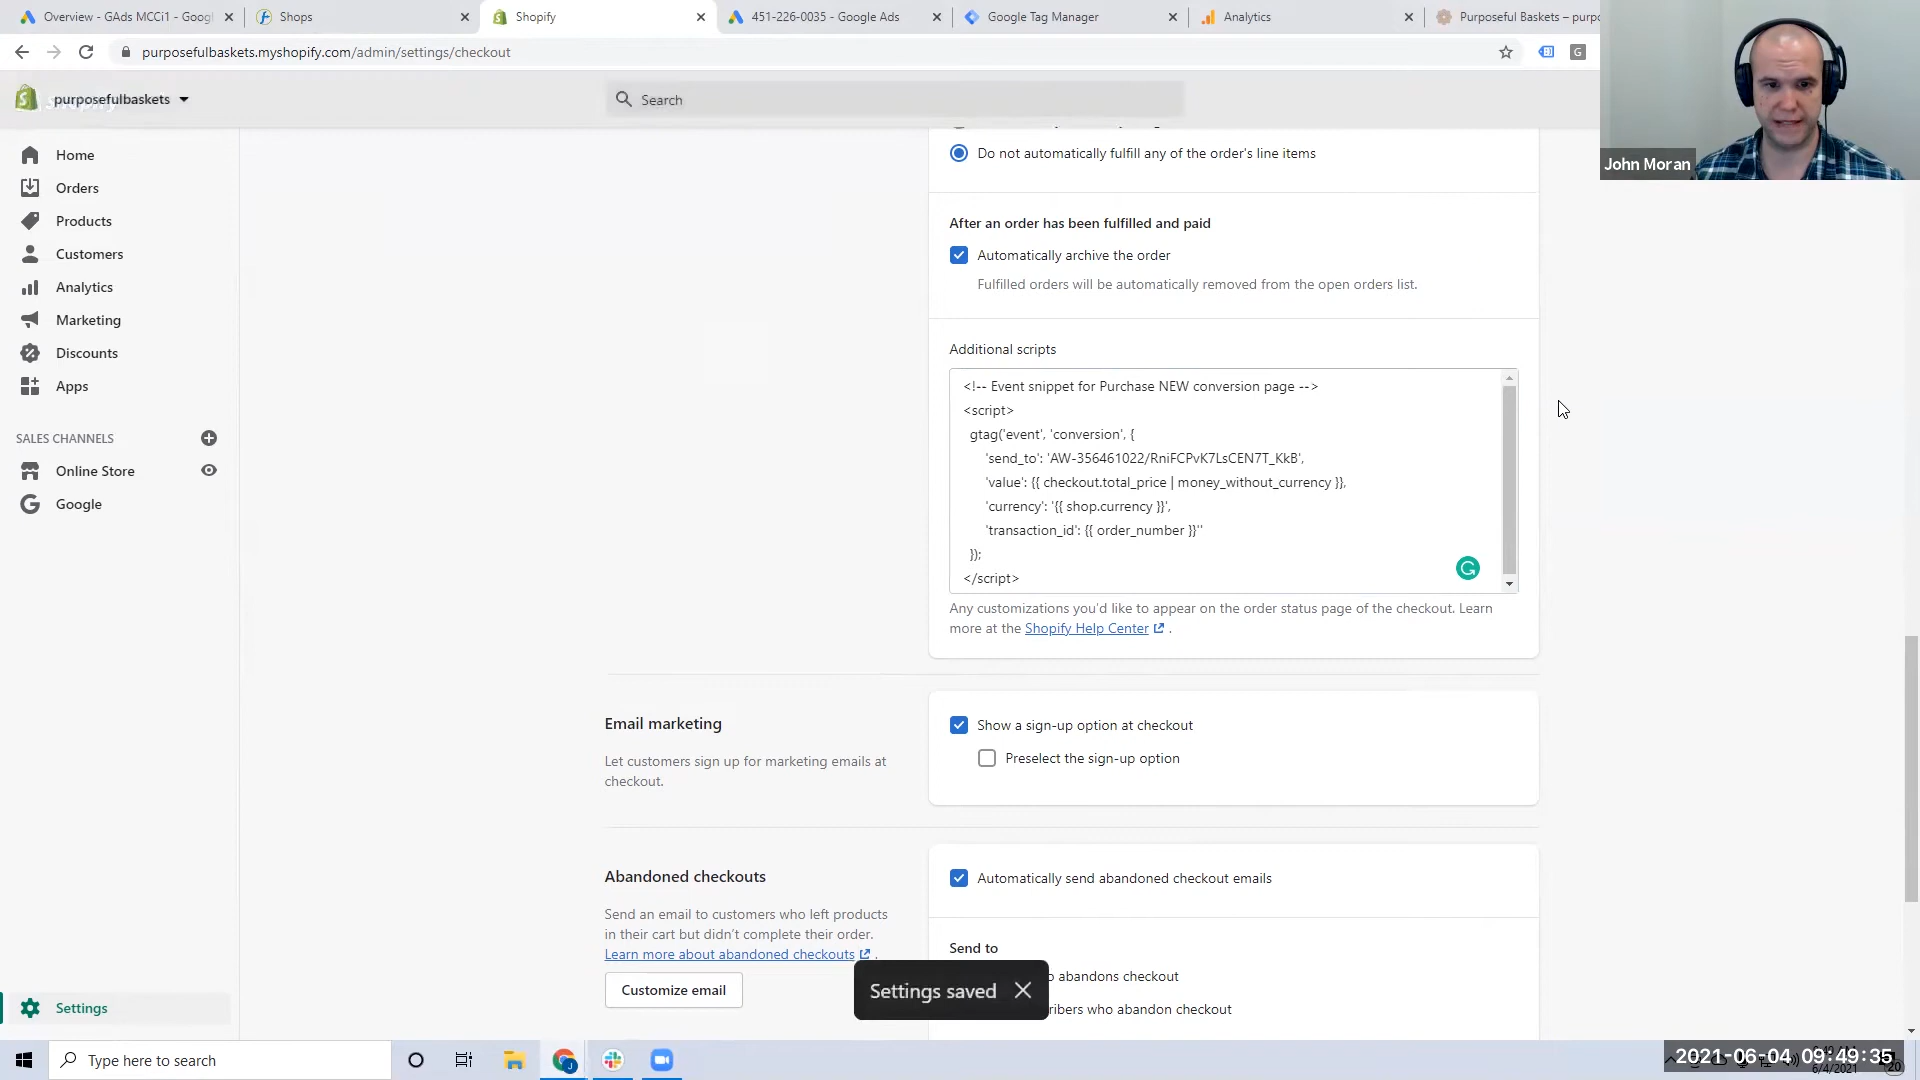 Overview - GAds MCCi1 - Googl
Shops
Shopify
451-226-0035 - Google Ads
Google Tag Manager
Analytics
Purposeful Baskets – purpo
purposefulbaskets.myshopify.com/admin/settings/checkout
purposefulbaskets
Search
John Moran
Home
Orders
Products
Customers
Analytics
Marketing
Discounts
Apps
SALES CHANNELS
Online Store
Google
Settings
Do not automatically fulfill any of the order's line items
After an order has been fulfilled and paid
Automatically archive the order
Fulfilled orders will be automatically removed from the open orders list.
Additional scripts
<!-- Event snippet for Purchase NEW conversion page -->
<script>
gtag('event', 'conversion', {
'send_to': 'AW-356461022/RniFCPvK7LsCEN7T_KkB',
'value': {{ checkout.total_price | money_without_currency }},
'currency': '{{ shop.currency }}',
'transaction_id': {{ order_number }}''
});
</script>
Any customizations you'd like to appear on the order status page of the checkout. Learn
more at the Shopify Help Center .
Email marketing
Let customers sign up for marketing emails at
checkout.
Show a sign-up option at checkout
Preselect the sign-up option
Abandoned checkouts
Send an email to customers who left products
in their cart but didn't complete their order.
Learn more about abandoned checkouts .
Customize email
Automatically send abandoned checkout emails
Send to
abandons checkout
ribers who abandon checkout
Settings saved
Type here to search
2021-06-04 09:49:35
6/4/2021
20